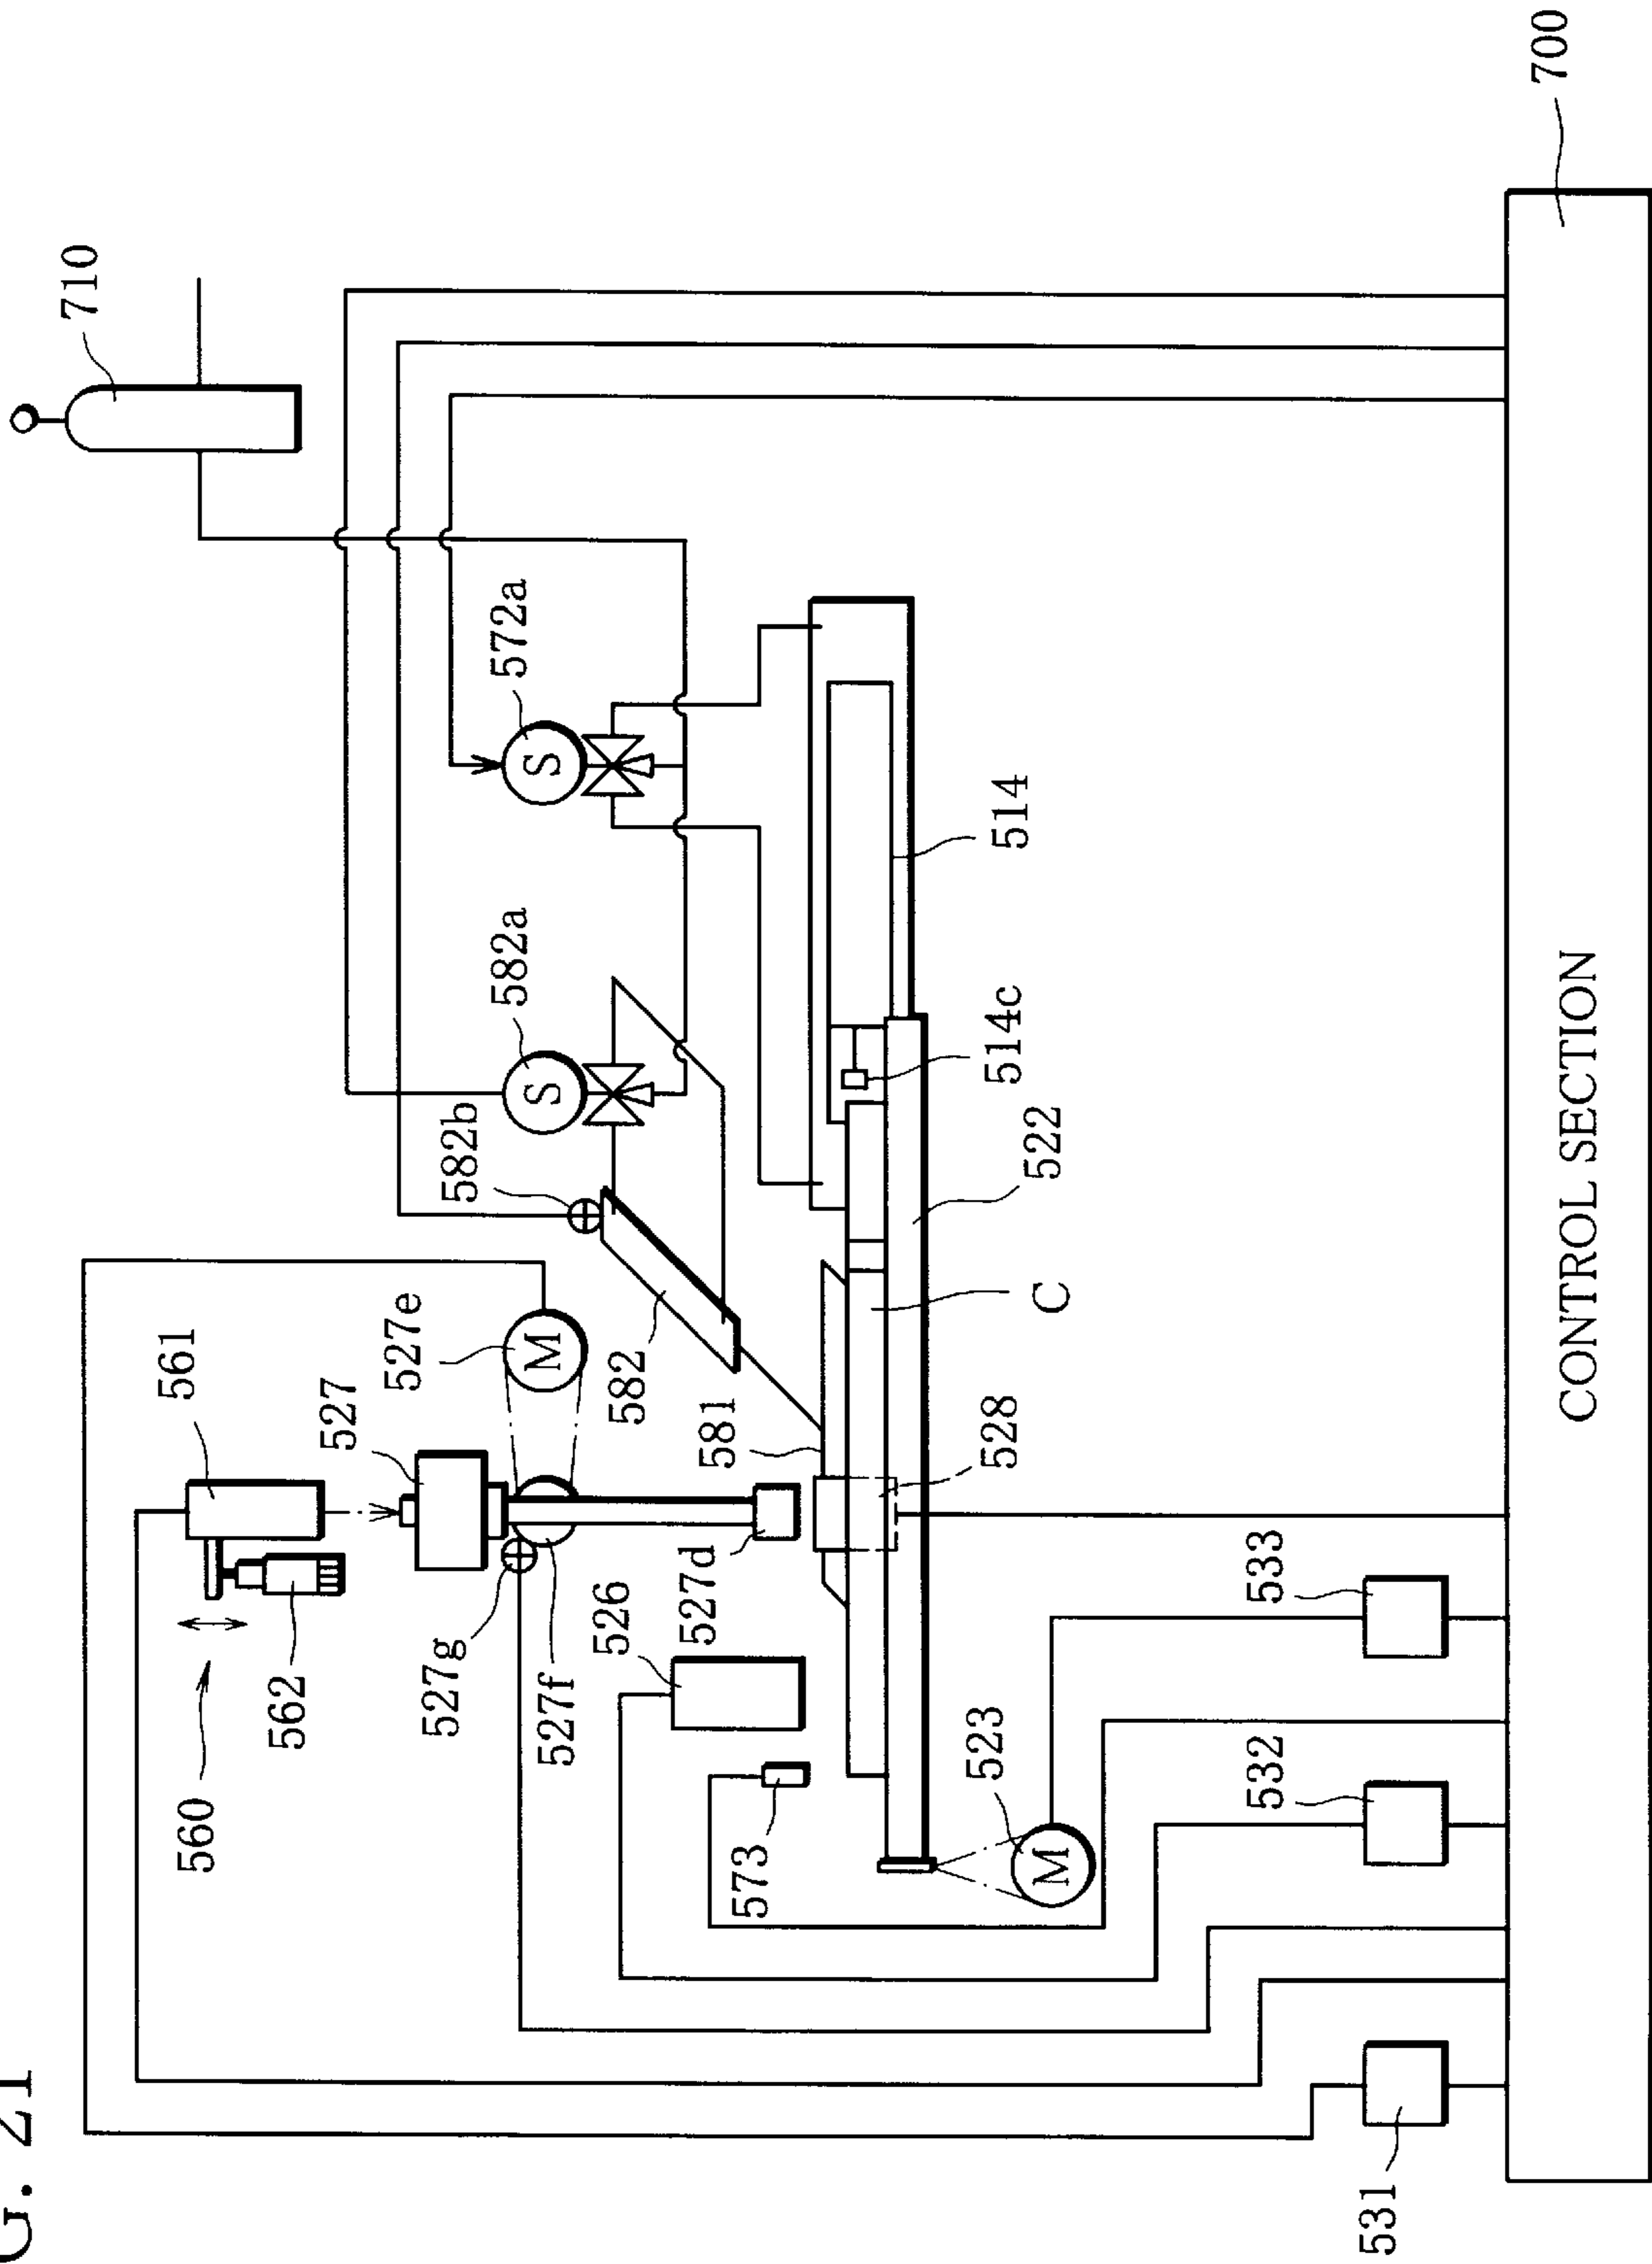 G. 21
710
700
572a
582a
582b
514
514c
522
C
561
527
527e
582
581
528
560
562
527g
527f
526
527d
573
523
533
532
531
S
S
M
M
CONTROL SECTION